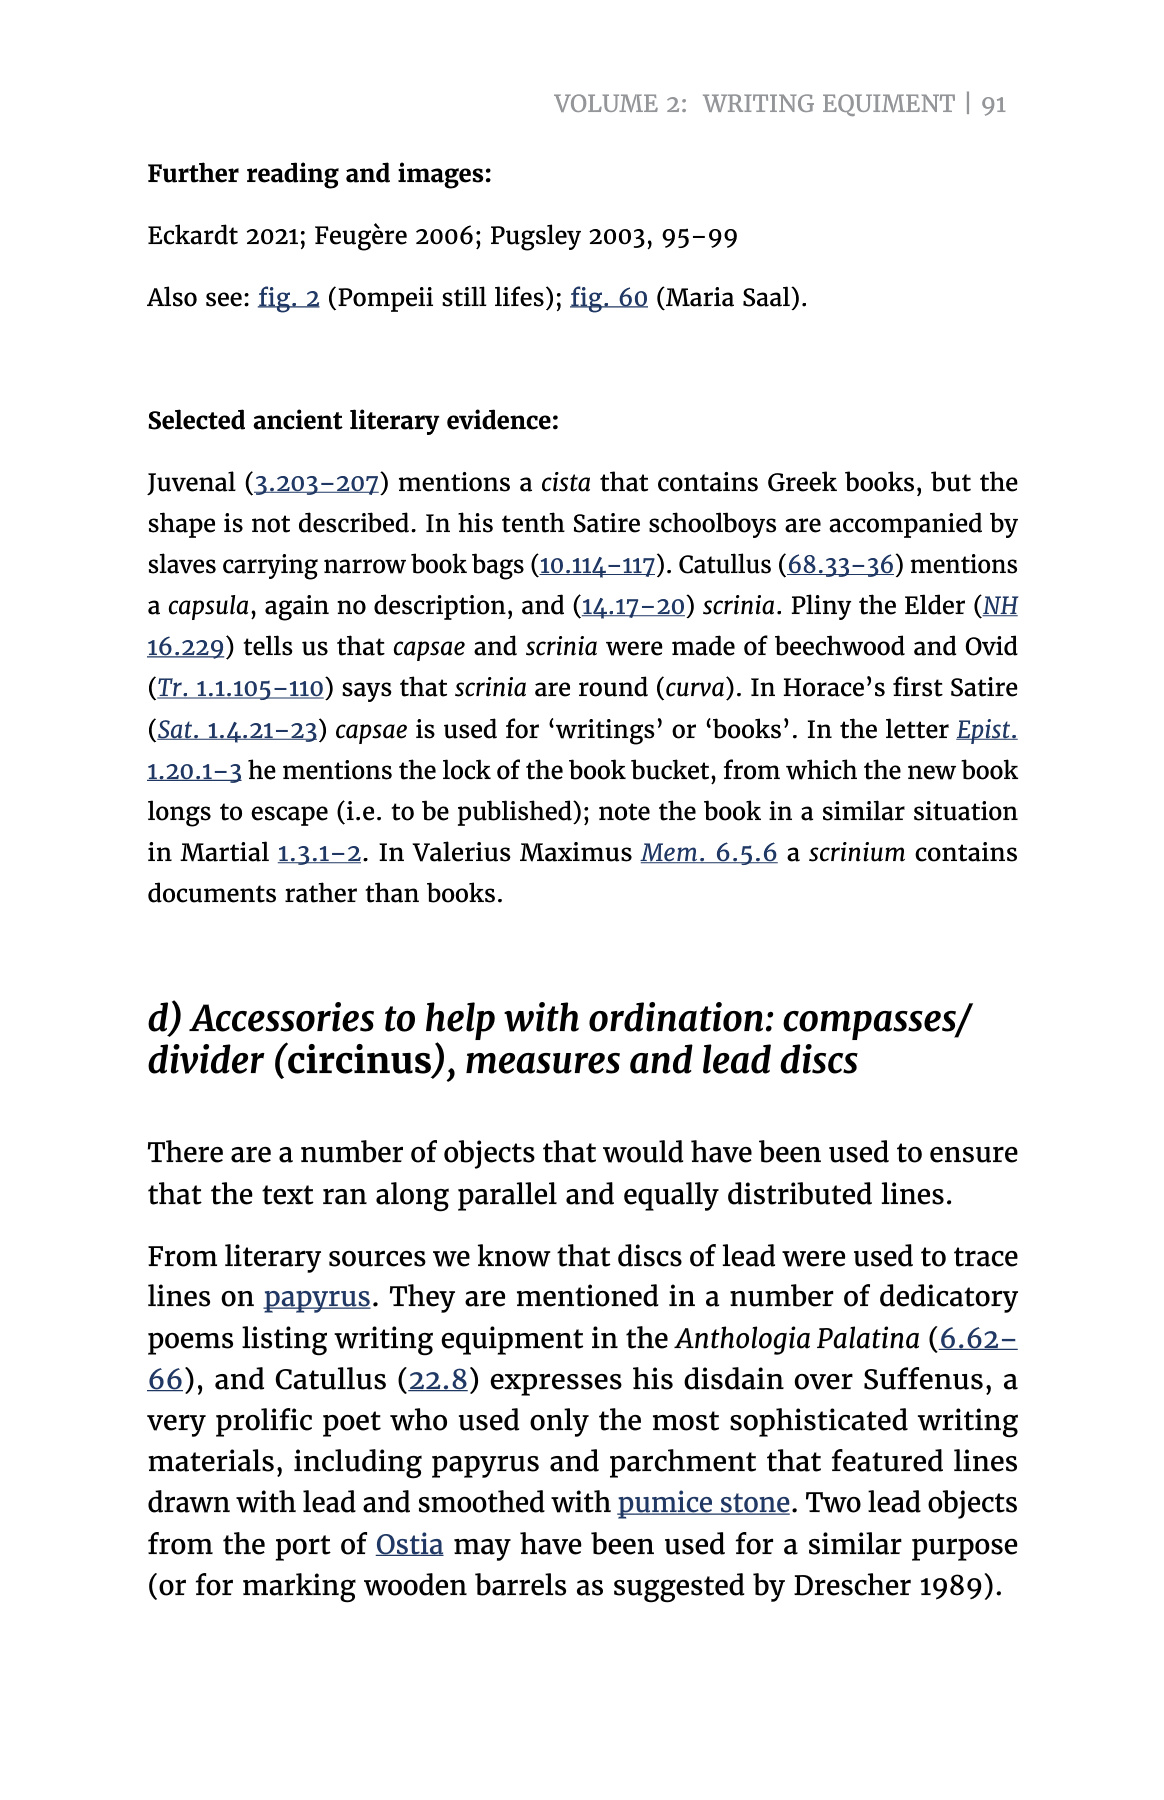 VOLUME 2: WRITING EQUIMENT | 91
Further reading and images:
Eckardt 2021; Feugère 2006; Pugsley 2003, 95–99
Also see: fig. 2 (Pompeii still lifes); fig. 60 (Maria Saal).
Selected ancient literary evidence:
Juvenal (3.203–207) mentions a cista that contains Greek books, but the
shape is not described. In his tenth Satire schoolboys are accompanied by
slaves carrying narrow book bags (10.114–117). Catullus (68.33–36) mentions
a capsula, again no description, and (14.17–20) scrinia. Pliny the Elder (NH
16.229) tells us that capsae and scrinia were made of beechwood and Ovid
(Tr. 1.1.105–110) says that scrinia are round (curva). In Horace’s first Satire
(Sat. 1.4.21–23) capsae is used for ‘writings’ or ‘books’. In the letter Epist.
1.20.1–3 he mentions the lock of the book bucket, from which the new book
longs to escape (i.e. to be published); note the book in a similar situation
in Martial 1.3.1–2. In Valerius Maximus Mem. 6.5.6 a scrinium contains
documents rather than books.
d) Accessories to help with ordination: compasses/
divider (circinus), measures and lead discs
There are a number of objects that would have been used to ensure
that the text ran along parallel and equally distributed lines.
From literary sources we know that discs of lead were used to trace
lines on papyrus. They are mentioned in a number of dedicatory
poems listing writing equipment in the Anthologia Palatina (6.62–
66), and Catullus (22.8) expresses his disdain over Suffenus, a
very prolific poet who used only the most sophisticated writing
materials, including papyrus and parchment that featured lines
drawn with lead and smoothed with pumice stone. Two lead objects
from the port of Ostia may have been used for a similar purpose
(or for marking wooden barrels as suggested by Drescher 1989).